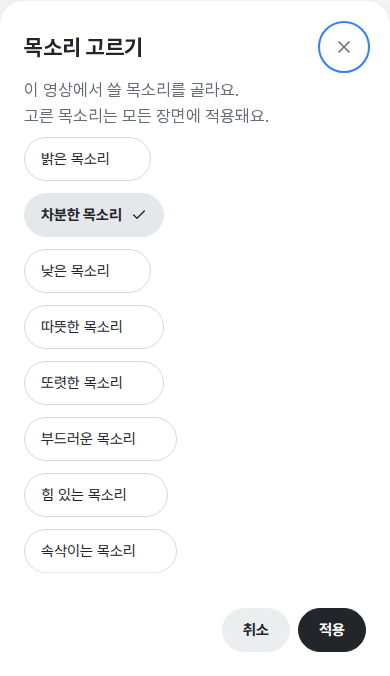 목소리 고르기
이 영상에서 쓸 목소리를 골라요.
고른 목소리는 모든 장면에 적용돼요.
밝은 목소리
차분한 목소리
낮은 목소리
따뜻한 목소리
또렷한 목소리
부드러운 목소리
힘 있는 목소리
속삭이는 목소리
취소
적용